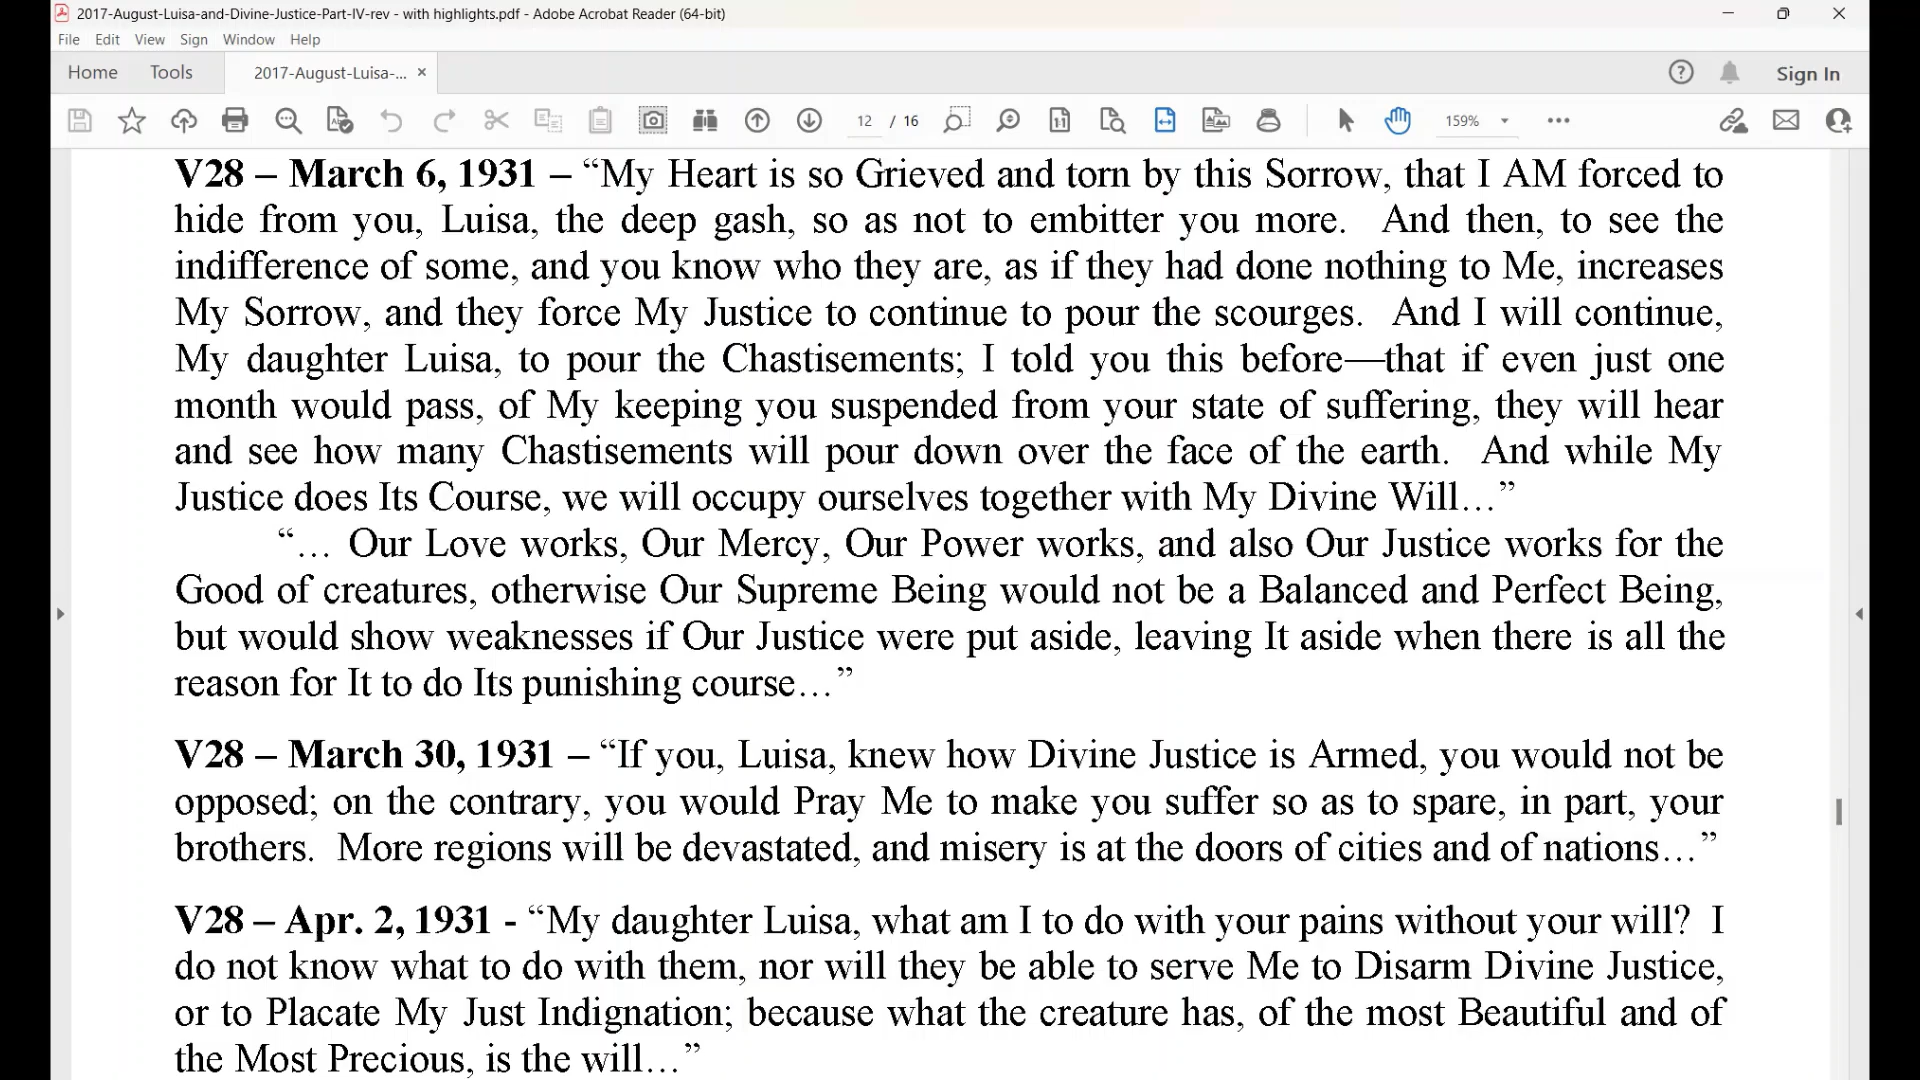 2017-August-Luisa-and-Divine-Justice-Part-IV-rev - with highlights.pdf - Adobe Acrobat Reader (64-bit)
File Edit View Sign Window Help
Home Tools 2017-August-Luisa-... × Sign In
12 / 16 159%
V28 – March 6, 1931 – “My Heart is so Grieved and torn by this Sorrow, that I AM forced to
hide from you, Luisa, the deep gash, so as not to embitter you more. And then, to see the
indifference of some, and you know who they are, as if they had done nothing to Me, increases
My Sorrow, and they force My Justice to continue to pour the scourges. And I will continue,
My daughter Luisa, to pour the Chastisements; I told you this before—that if even just one
month would pass, of My keeping you suspended from your state of suffering, they will hear
and see how many Chastisements will pour down over the face of the earth. And while My
Justice does Its Course, we will occupy ourselves together with My Divine Will…”
“… Our Love works, Our Mercy, Our Power works, and also Our Justice works for the
Good of creatures, otherwise Our Supreme Being would not be a Balanced and Perfect Being,
but would show weaknesses if Our Justice were put aside, leaving It aside when there is all the
reason for It to do Its punishing course…”
V28 – March 30, 1931 – “If you, Luisa, knew how Divine Justice is Armed, you would not be
opposed; on the contrary, you would Pray Me to make you suffer so as to spare, in part, your
brothers. More regions will be devastated, and misery is at the doors of cities and of nations…”
V28 – Apr. 2, 1931 - “My daughter Luisa, what am I to do with your pains without your will? I
do not know what to do with them, nor will they be able to serve Me to Disarm Divine Justice,
or to Placate My Just Indignation; because what the creature has, of the most Beautiful and of
the Most Precious, is the will…”